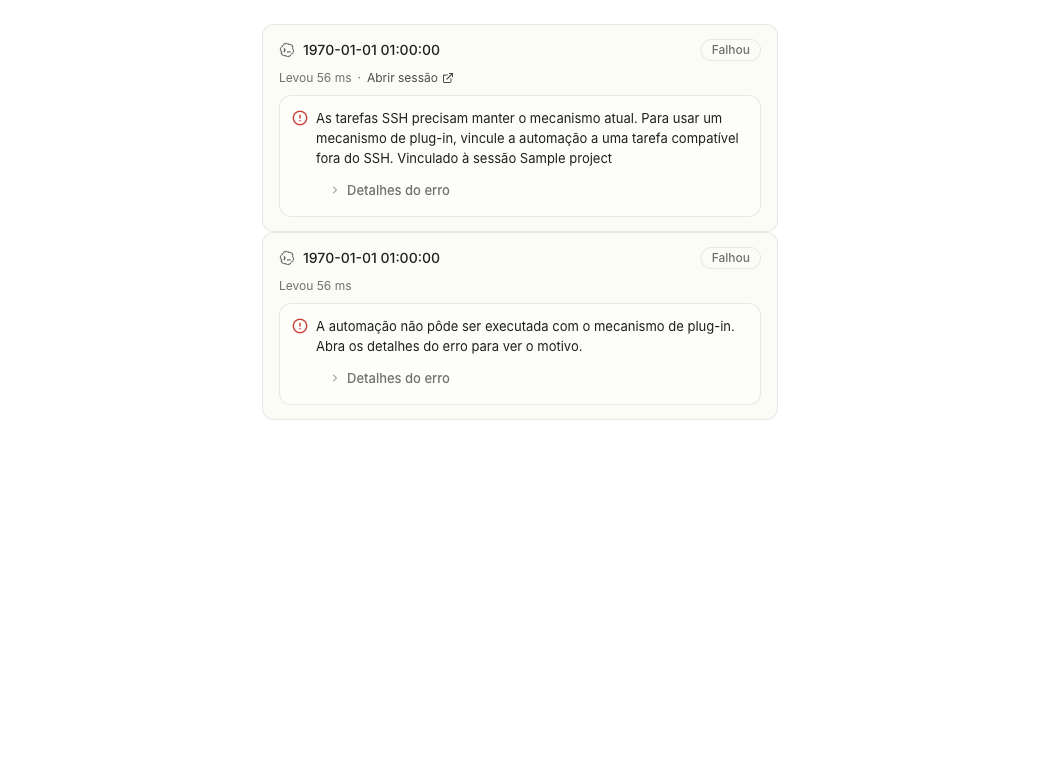 1970-01-01 01:00:00
Falhou
Levou 56 ms · Abrir sessão
As tarefas SSH precisam manter o mecanismo atual. Para usar um
mecanismo de plug-in, vincule a automação a uma tarefa compatível
fora do SSH. Vinculado à sessão Sample project
Detalhes do erro
1970-01-01 01:00:00
Falhou
Levou 56 ms
A automação não pôde ser executada com o mecanismo de plug-in.
Abra os detalhes do erro para ver o motivo.
Detalhes do erro